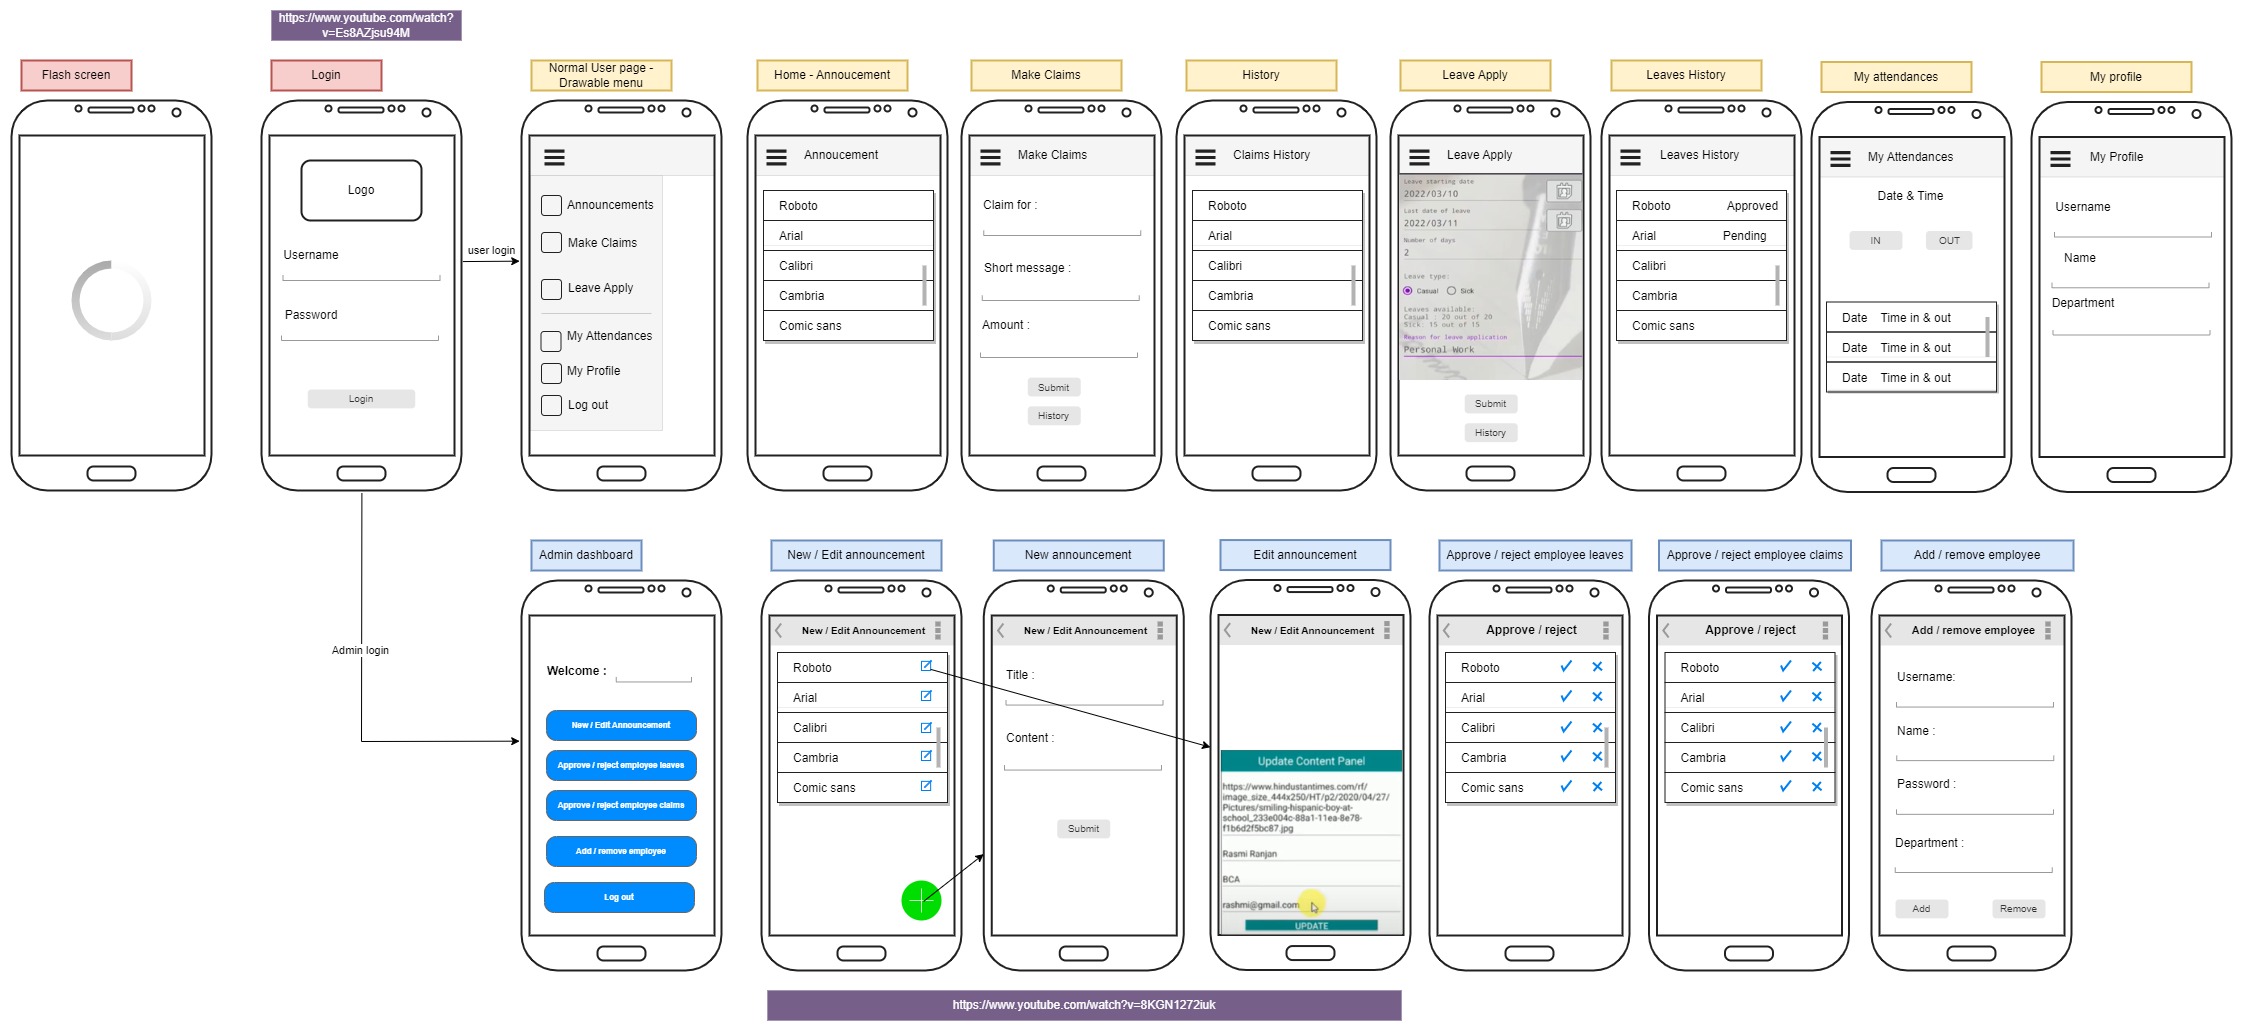 https://www.youtube.com/watch?
v=Es8AZjsu94M
Flash screen
Login
Normal User page -
Drawable menu
Home - Annoucement
Make Claims
History
Leave Apply
Leaves History
My attendances
My profile
Logo
Username
Password
Login
user login
Announcements
Make Claims
Leave Apply
My Attendances
My Profile
Log out
Annoucement
Roboto
Arial
Calibri
Cambria
Comic sans
Make Claims
Claim for :
Short message :
Amount :
Submit
History
Claims History
Roboto
Arial
Calibri
Cambria
Comic sans
Leave Apply
Leave starting date
2022/03/10
Last date of leave
2022/03/11
Number of days
2
Leave type:
Casual Sick
Leaves available:
Casual : 20 out of 20
Sick: 15 out of 15
Reason for leave application
Personal Work
Submit
History
Leaves History
Roboto Approved
Arial Pending
Calibri
Cambria
Comic sans
My Attendances
Date & Time
IN OUT
Date Time in & out
Date Time in & out
Date Time in & out
My Profile
Username
Name
Department
Admin login
Admin dashboard
New / Edit announcement
New announcement
Edit announcement
Approve / reject employee leaves
Approve / reject employee claims
Add / remove employee
Welcome :
New / Edit Announcement
Approve / reject employee leaves
Approve / reject employee claims
Add / remove employee
Log out
New / Edit Announcement
Roboto
Arial
Calibri
Cambria
Comic sans
New / Edit Announcement
Title :
Content :
Submit
New / Edit Announcement
Update Content Panel
https://www.hindustantimes.com/rf/
image_size_444x250/HT/p2/2020/04/27/
Pictures/smiling-hispanic-boy-at-
school_233e004c-88a1-11ea-8e78-
f1b6d2f5bc87.jpg
Rasmi Ranjan
BCA
rashmi@gmail.com
UPDATE
Approve / reject
Roboto
Arial
Calibri
Cambria
Comic sans
Approve / reject
Roboto
Arial
Calibri
Cambria
Comic sans
Add / remove employee
Username:
Name :
Password :
Department :
Add Remove
https://www.youtube.com/watch?v=8KGN1272iuk